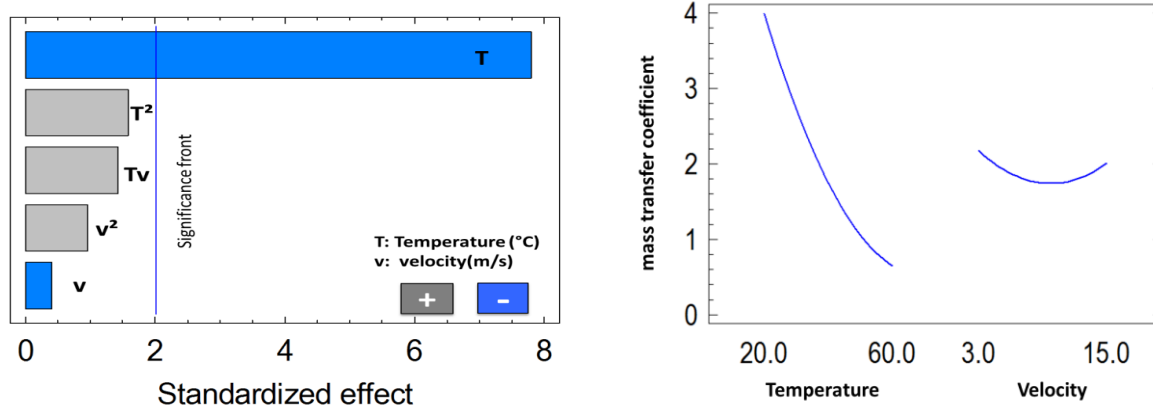 T
T²
Tv
v²
v
Significance front
T: Temperature (°C)
v: velocity(m/s)
+
-
0 2 4 6 8
Standardized effect
mass transfer coefficient
4
3
2
1
0
20.0 60.0 3.0 15.0
Temperature Velocity